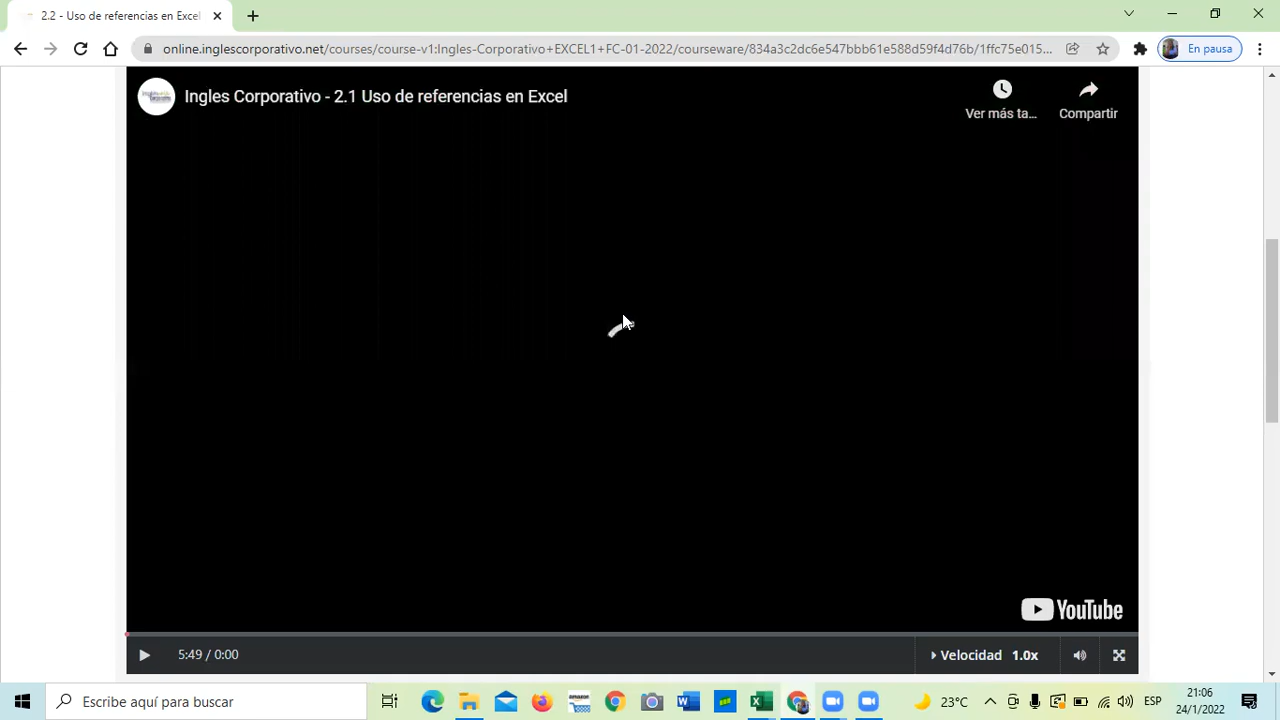 2.2 - Uso de referencias en Excel
online.inglescorporativo.net/courses/course-v1:Ingles-Corporativo+EXCEL1+FC-01-2022/courseware/d34a3c2dc6e547bbb61e588d59f4d76b/1ffc75e015...
En pausa
Ingles Corporativo - 2.1 Uso de referencias en Excel
Ver más ta...
Compartir
YouTube
5:49 / 0:00
Velocidad 1.0x
Escribe aquí para buscar
amazon
23°C
ESP
21:06
24/1/2022